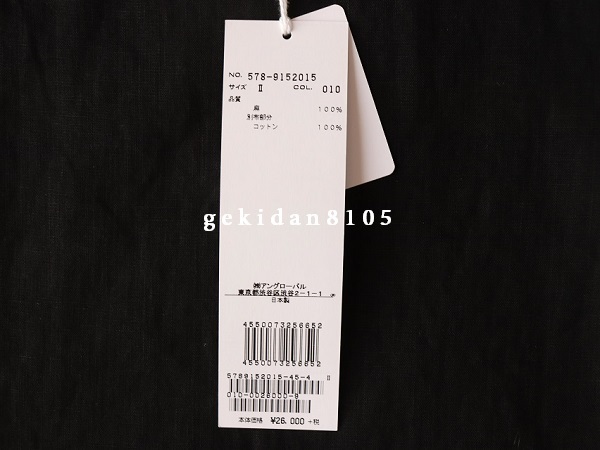 NO. 578-9152015
サイズ Ⅱ COL. 010
品質
麻 100%
別布部分
コットン 100%
gekidan8105
㈱アングローバル
東京都渋谷区渋谷2-1-1
日本製
4550073256652
4550073256652
5789152015-45-4 Ⅱ
010-0026000-9
本体価格 ¥26,000 +税